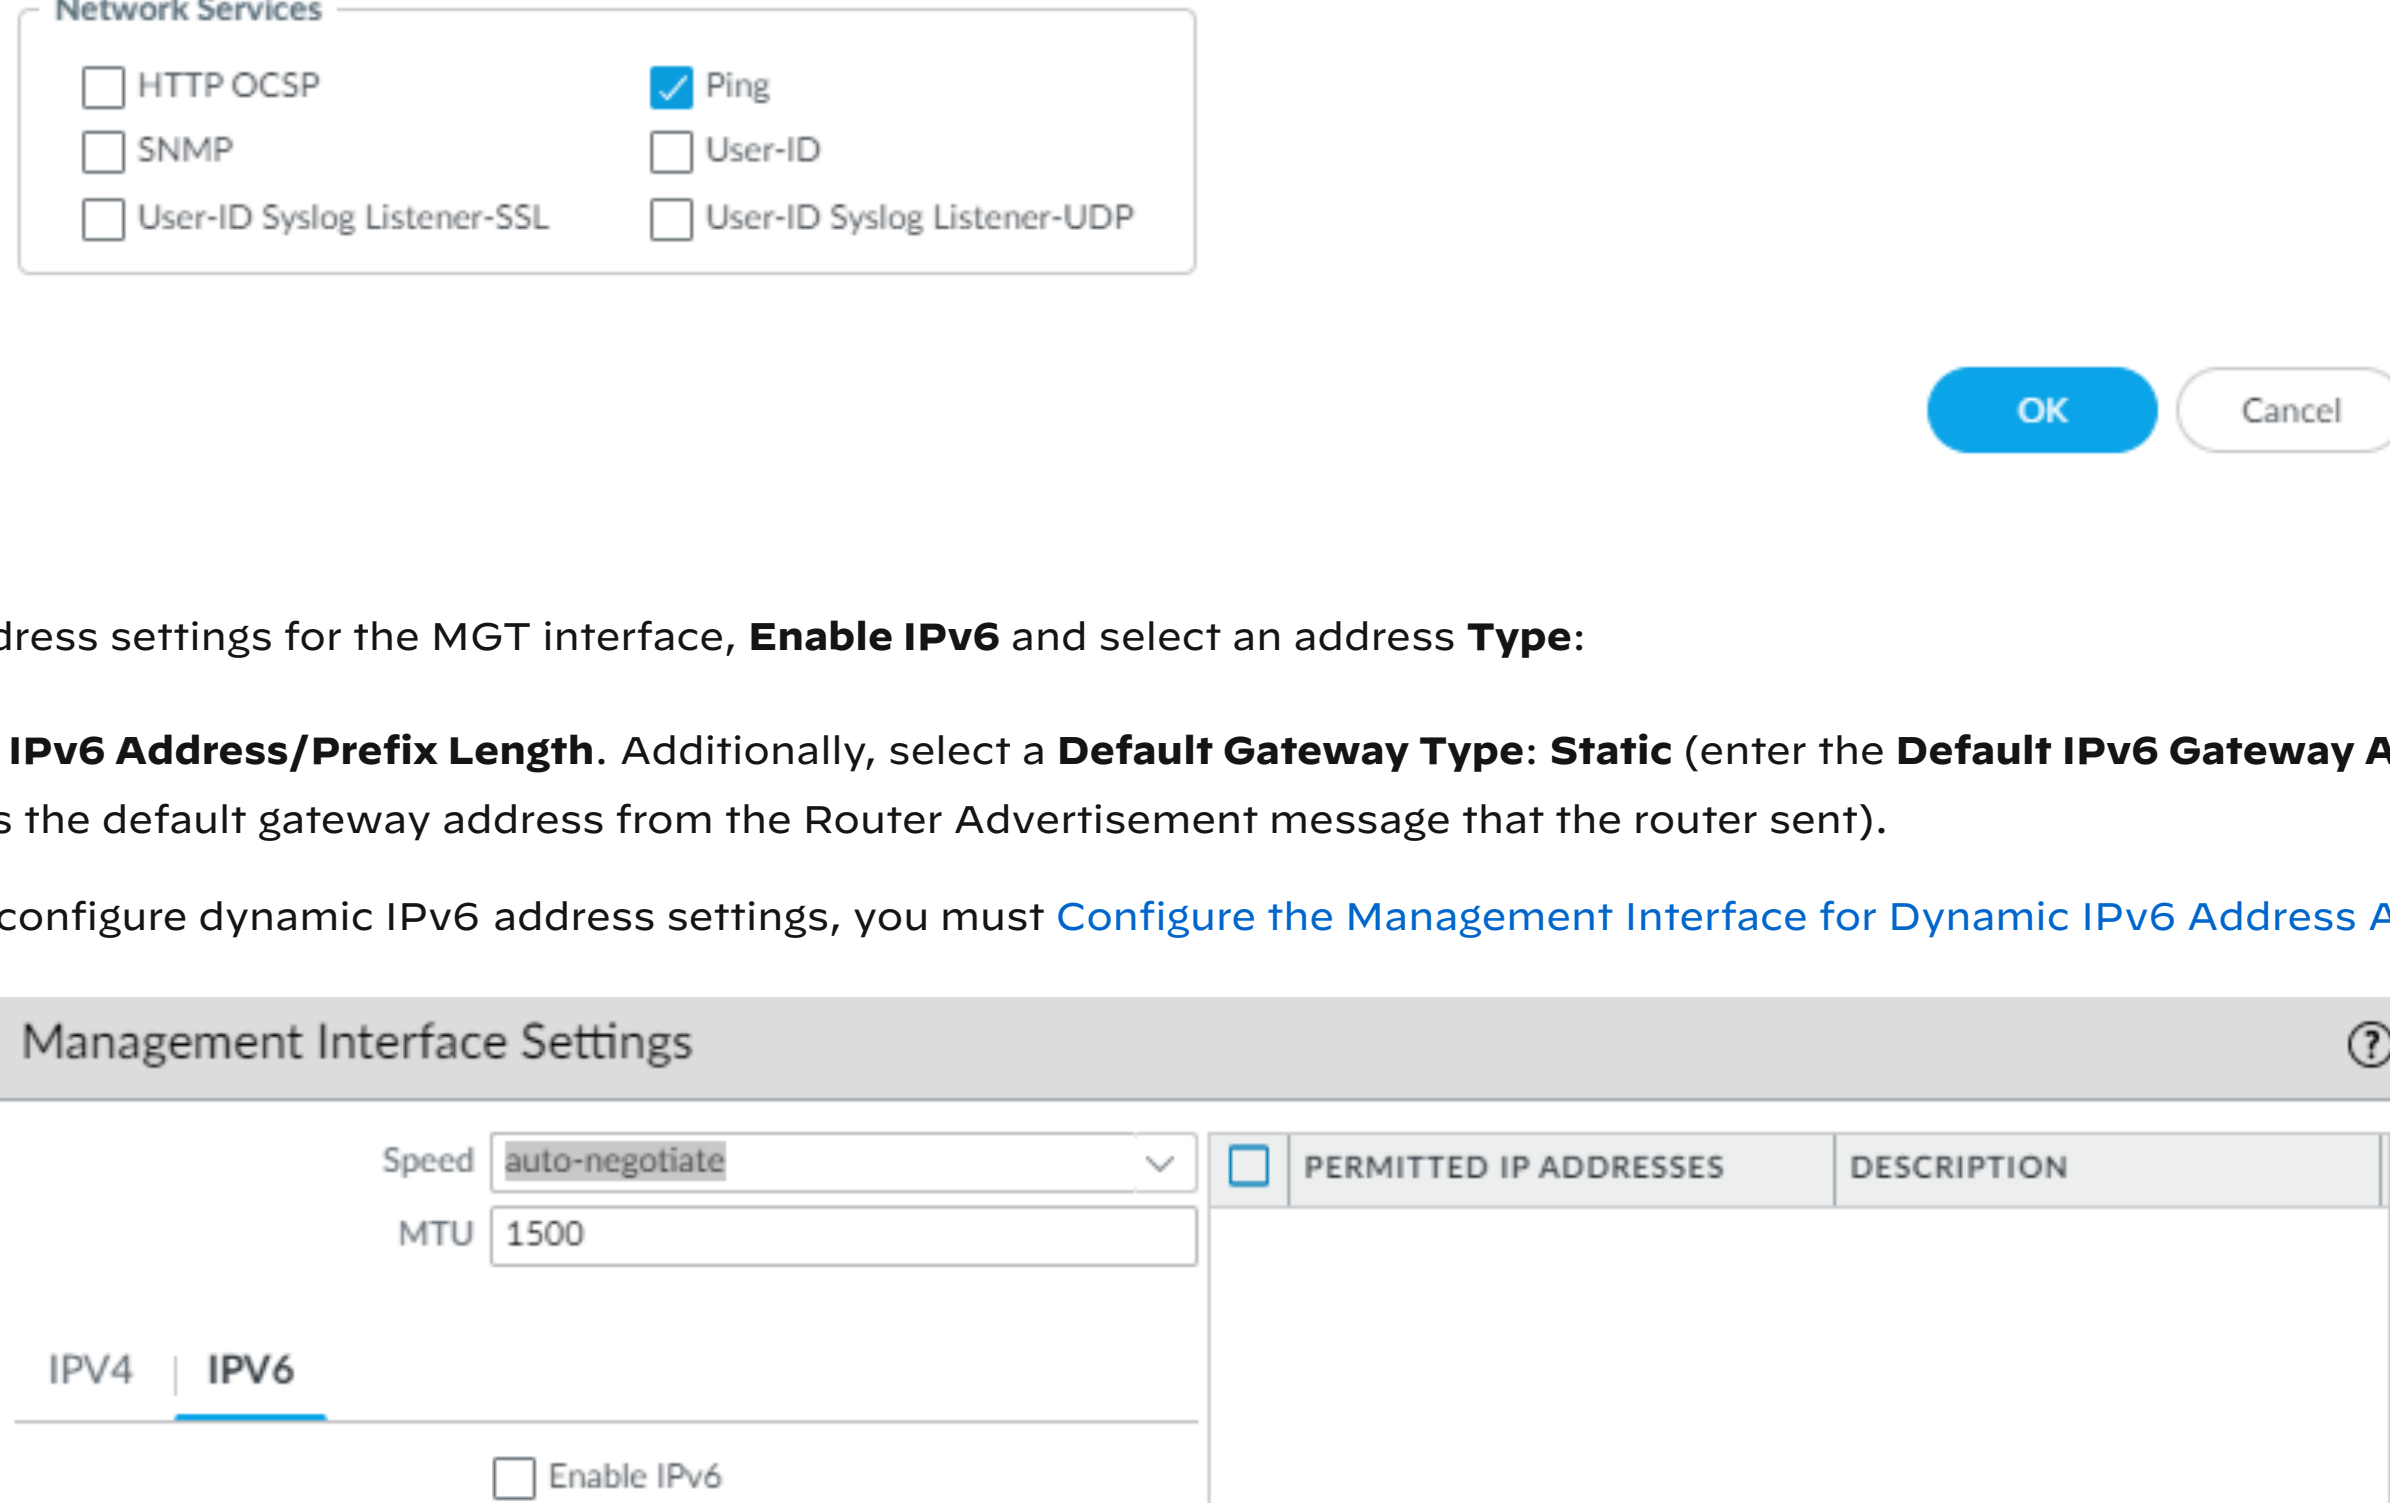 Network Services
HTTP OCSP
Ping
SNMP
User-ID
User-ID Syslog Listener-SSL
User-ID Syslog Listener-UDP
OK
Cancel
dress settings for the MGT interface, Enable IPv6 and select an address Type:
IPv6 Address/Prefix Length. Additionally, select a Default Gateway Type: Static (enter the Default IPv6 Gateway A
s the default gateway address from the Router Advertisement message that the router sent).
configure dynamic IPv6 address settings, you must Configure the Management Interface for Dynamic IPv6 Address A
Management Interface Settings
?
Speed auto-negotiate
PERMITTED IP ADDRESSES
DESCRIPTION
MTU 1500
IPV4 | IPV6
Enable IPv6